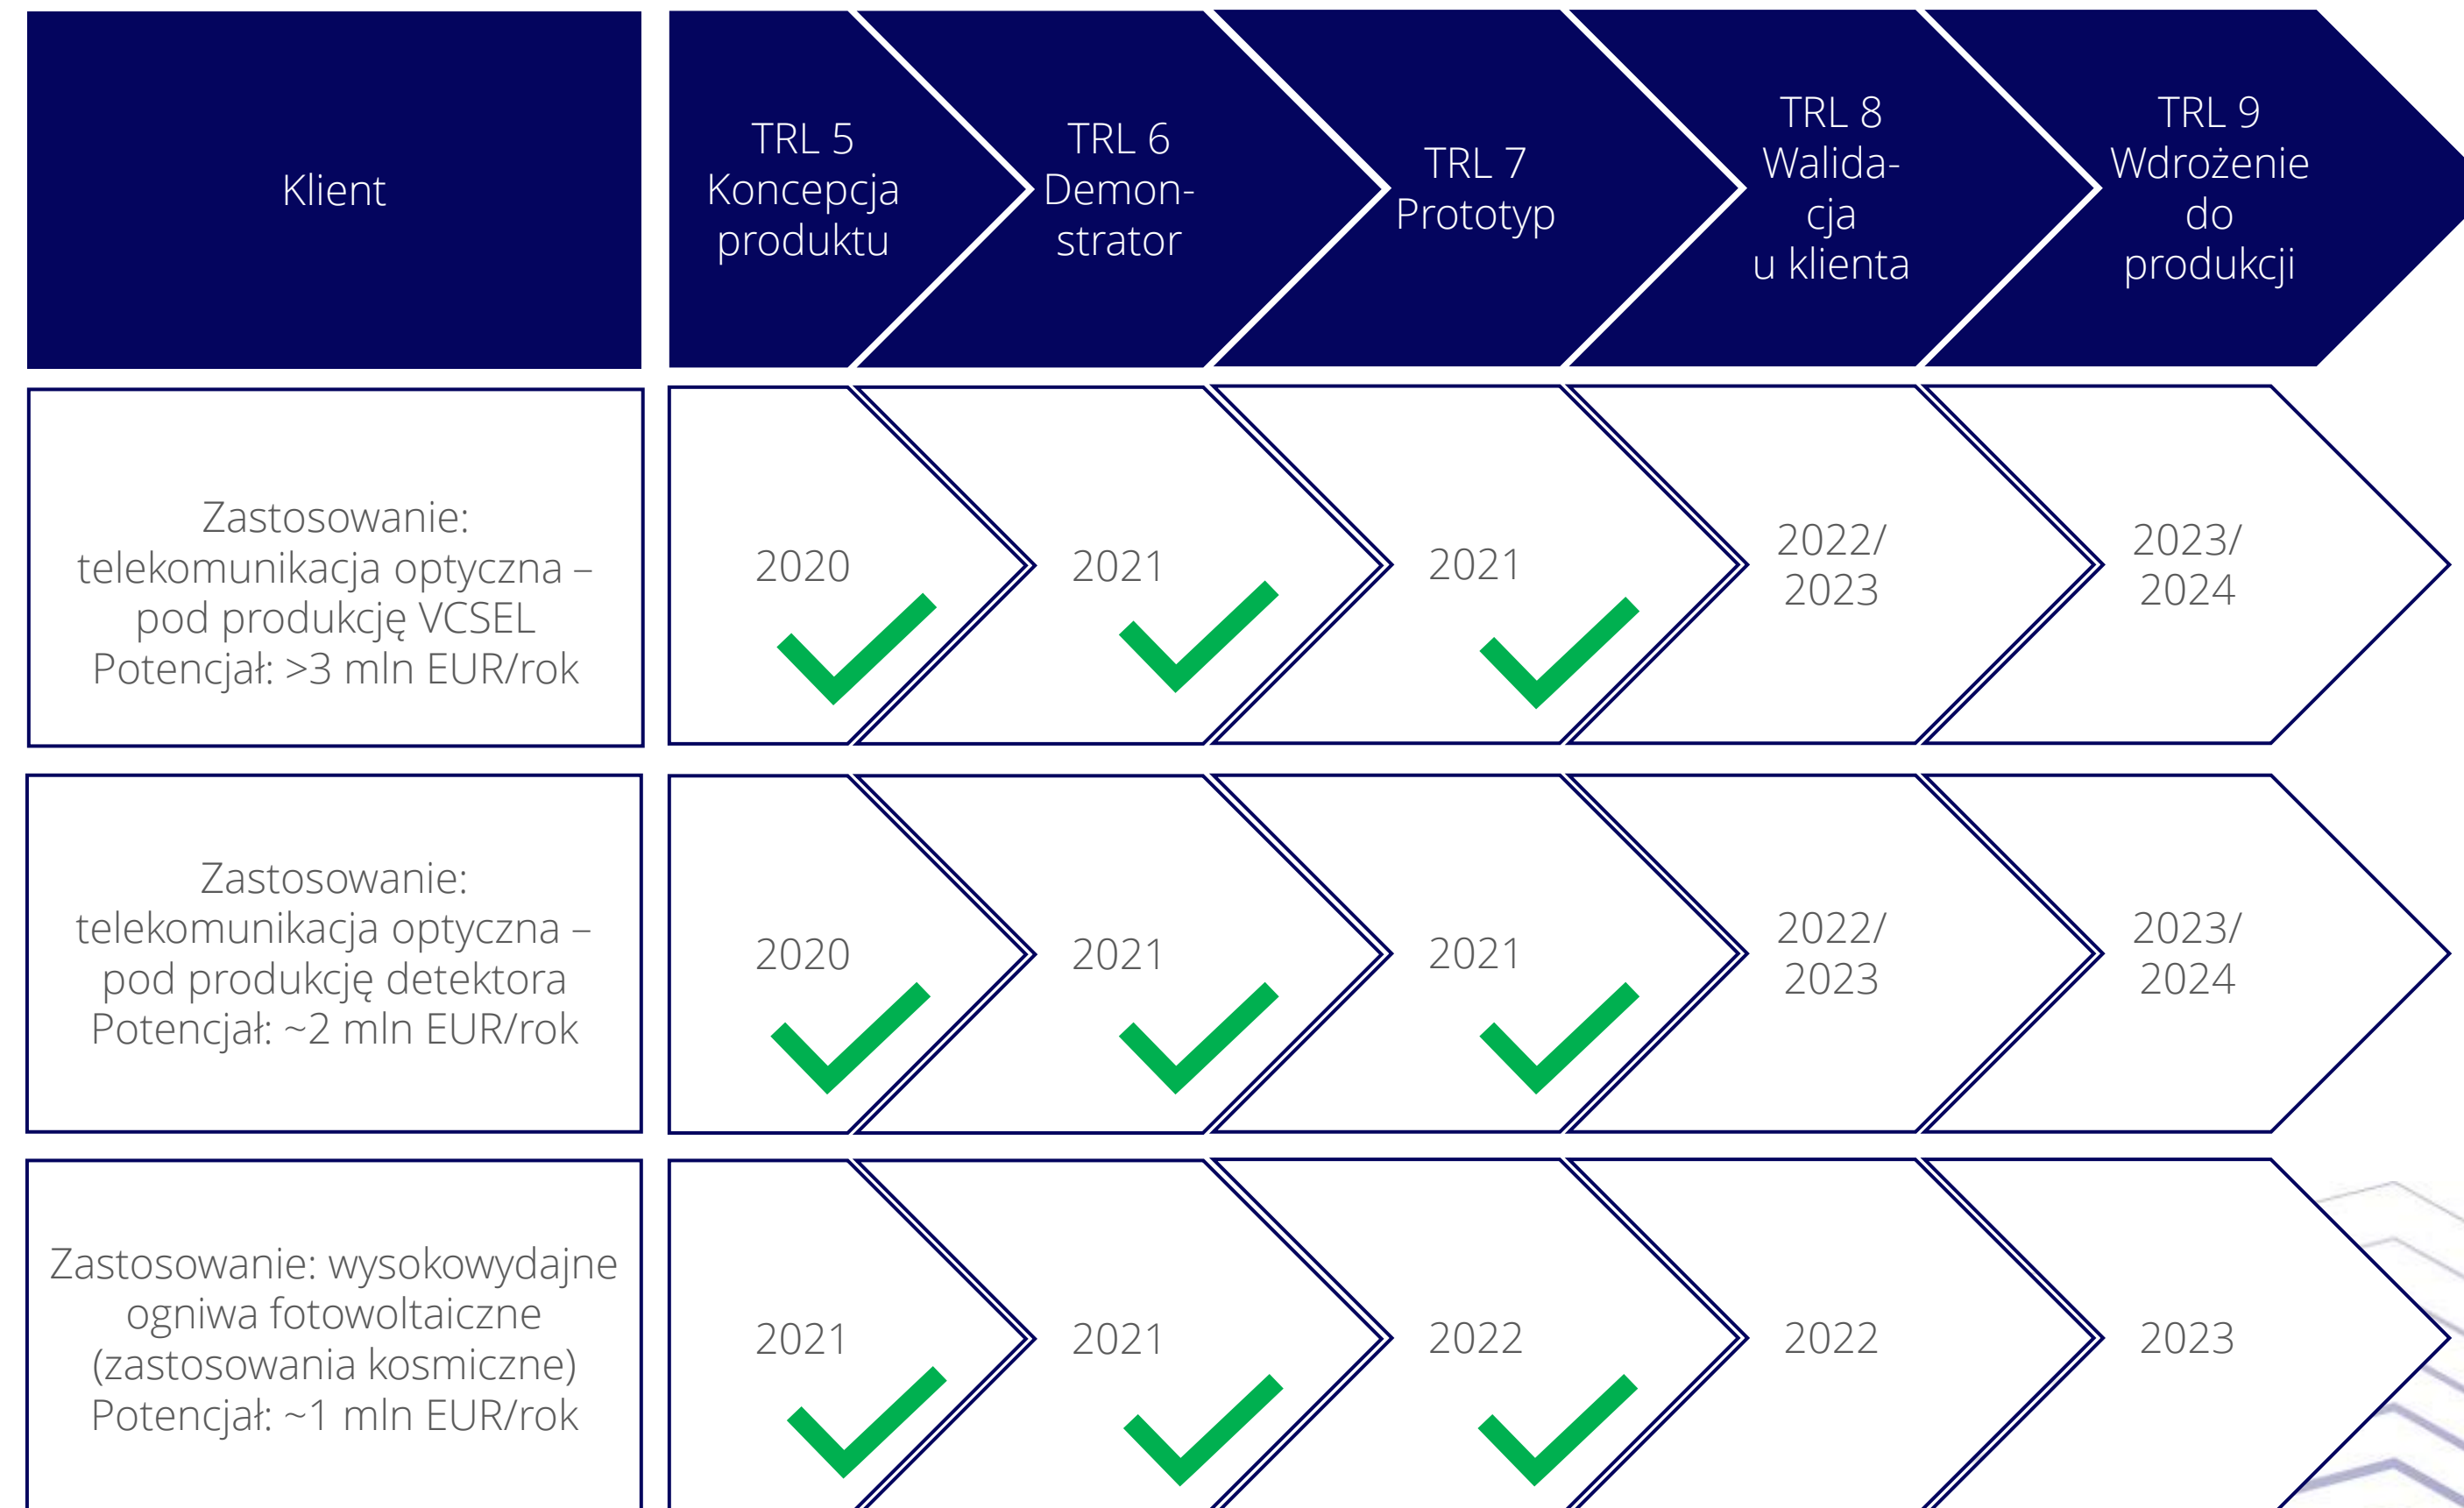 Klient
TRL 5
Koncepcja
produktu
TRL 6
Demon-
strator
TRL 7
Prototyp
TRL 8
Walida-
cja
u klienta
TRL 9
Wdrożenie
do
produkcji
Zastosowanie:
telekomunikacja optyczna –
pod produkcję VCSEL
Potencjał: >3 mln EUR/rok
2020
2021
2021
2022/
2023
2023/
2024
Zastosowanie:
telekomunikacja optyczna –
pod produkcję detektora
Potencjał: ~2 mln EUR/rok
2020
2021
2021
2022/
2023
2023/
2024
Zastosowanie: wysokowydajne
ogniwa fotowoltaiczne
(zastosowania kosmiczne)
Potencjał: ~1 mln EUR/rok
2021
2021
2022
2022
2023